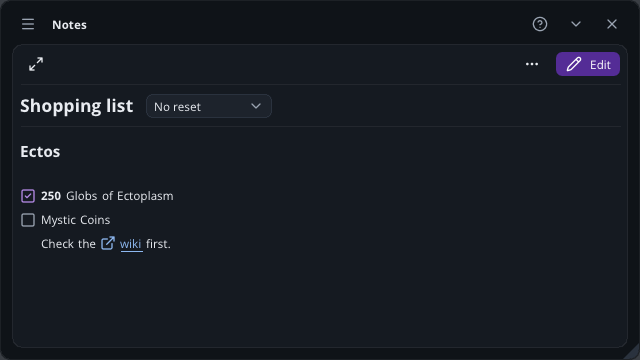 Notes
Edit
Shopping list
No reset
Ectos
250 Globs of Ectoplasm
Mystic Coins
Check the wiki first.